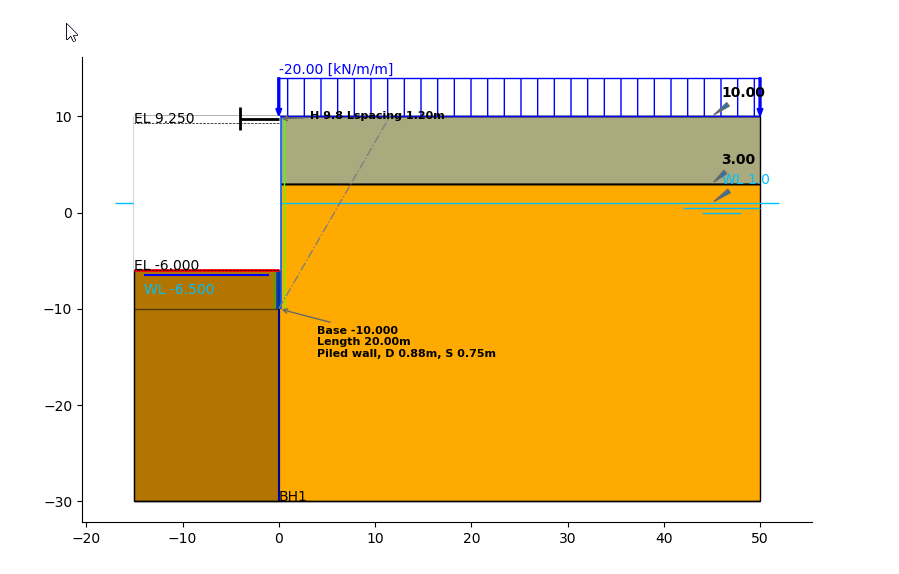 -20.00 [kN/m/m]
10.00
EL 9.250
H 9.8 Lspacing 1.20m
3.00
WL 1.0
EL -6.000
WL -6.500
Base -10.000
Length 20.00m
Piled wall, D 0.88m, S 0.75m
BH1
10
0
−10
−20
−30
−20
−10
0
10
20
30
40
50